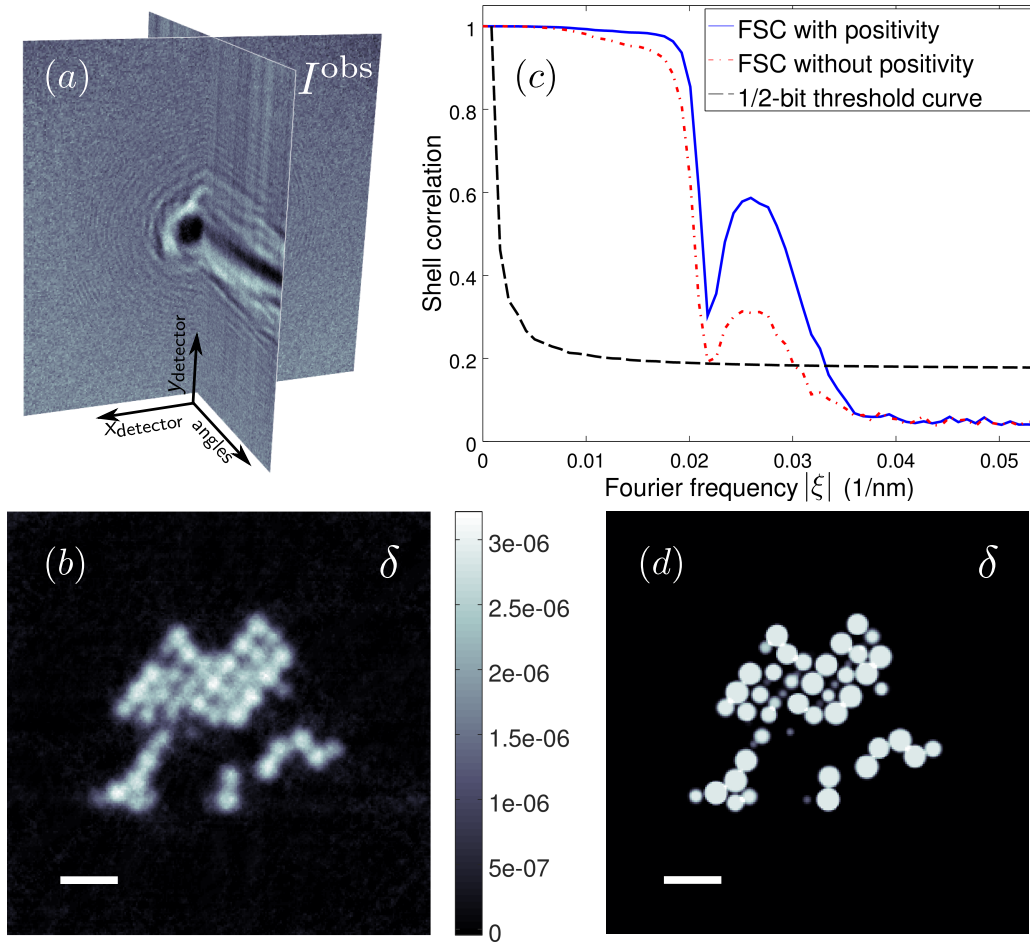 (a)
I^obs
y_detector
x_detector
angles
(c)
FSC with positivity
FSC without positivity
1/2-bit threshold curve
Shell correlation
1
0.8
0.6
0.4
0.2
0
0 0.01 0.02 0.03 0.04 0.05
Fourier frequency |ξ| (1/nm)
(b)
δ
3e-06
2.5e-06
2e-06
1.5e-06
1e-06
5e-07
0
(d)
δ